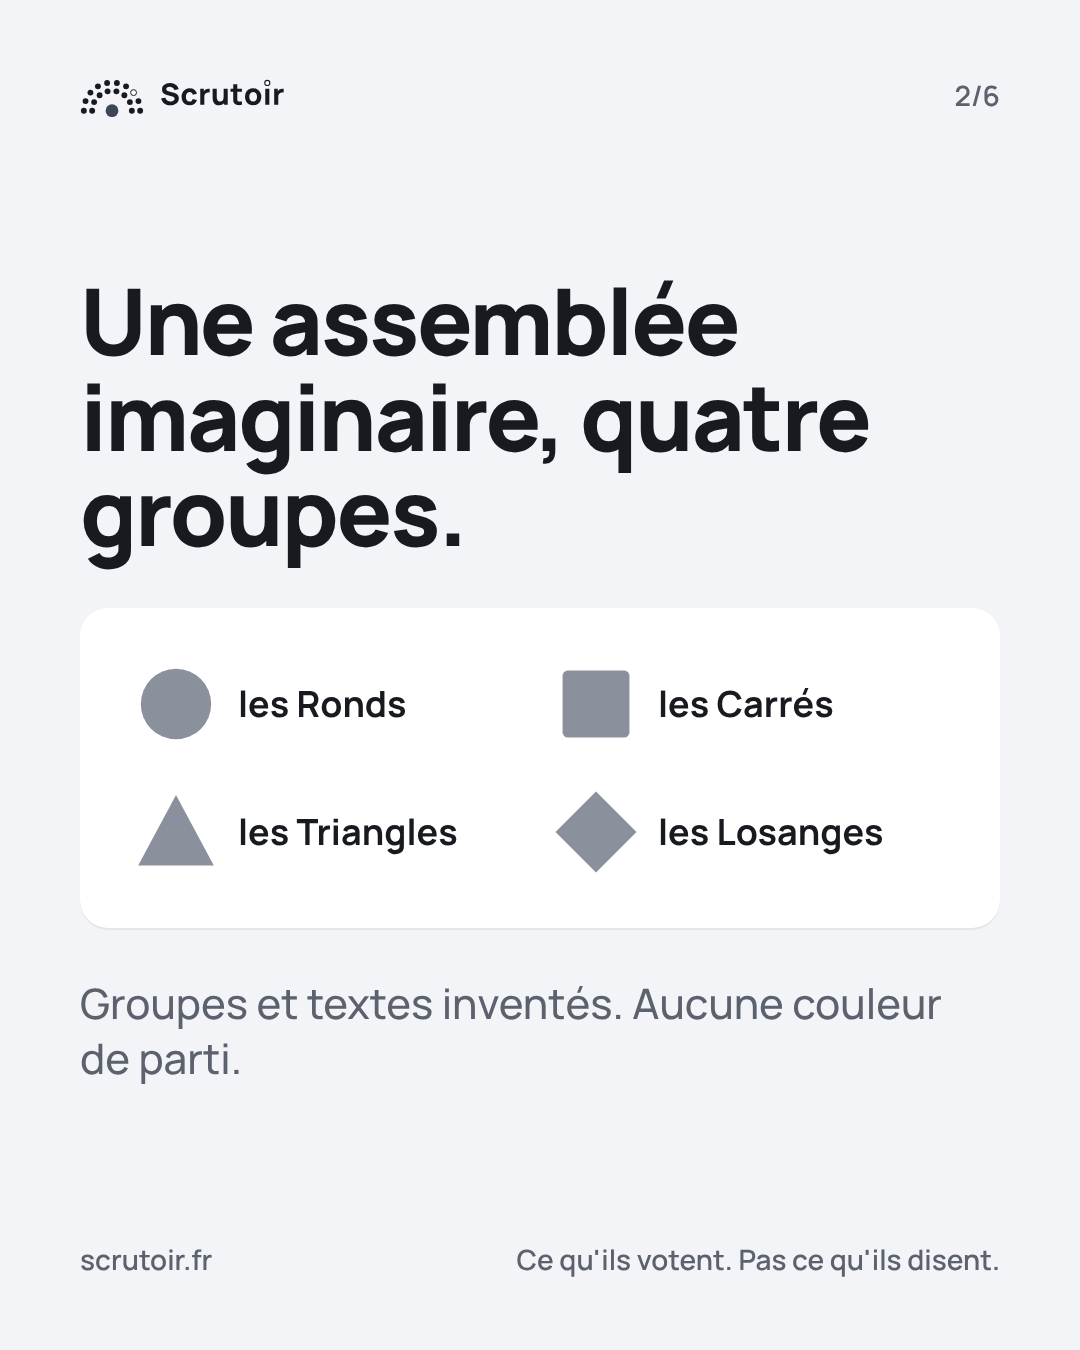 Scrutoir
2/6
Une assemblée
imaginaire, quatre
groupes.
les Ronds
les Carrés
les Triangles
les Losanges
Groupes et textes inventés. Aucune couleur
de parti.
scrutoir.fr
Ce qu'ils votent. Pas ce qu'ils disent.